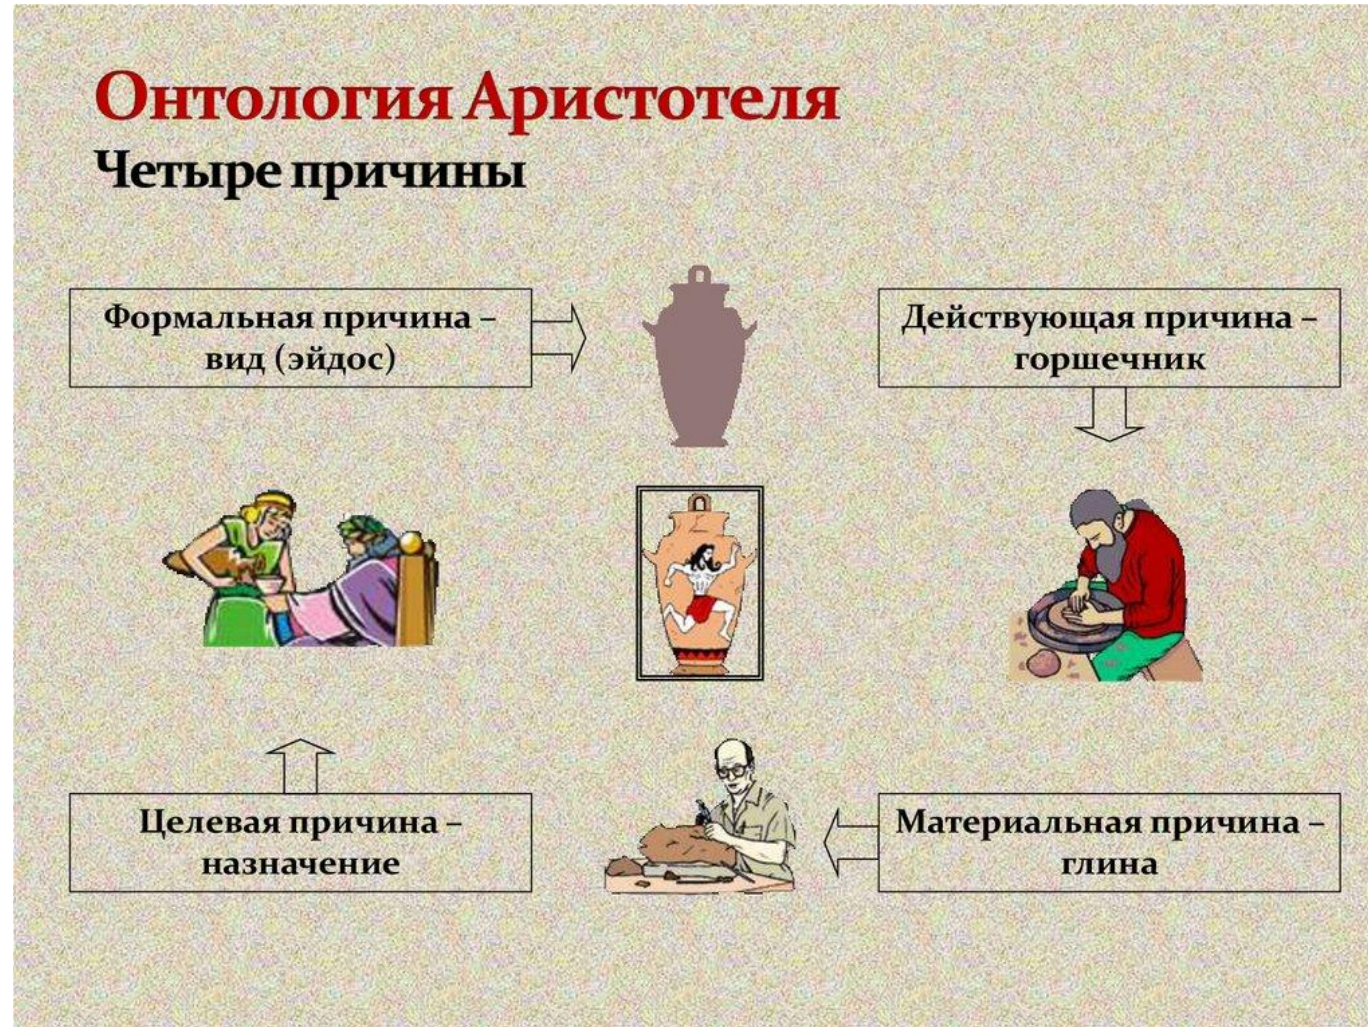 Онтология Аристотеля
Четыре причины
Формальная причина –
вид (эйдос)
Действующая причина –
горшечник
Целевая причина –
назначение
Материальная причина –
глина